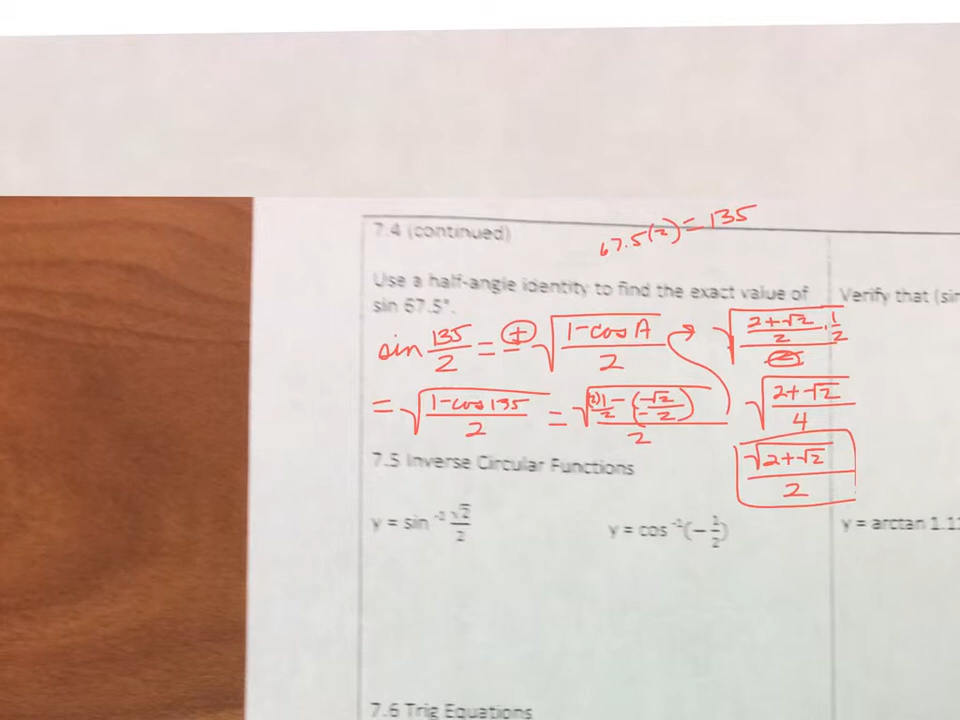 67.5(2) = 135
7.4 (continued)
Use a half-angle identity to find the exact value of
sin 67.5°.
Verify that (sin
sin 135/2 = ± √((1-cos A)/2)
= √((1-cos 135)/2) = √(((2)1/2 - (-√2/2))/2)
√((2+√2)/2 · 1/2
2
√((2+√2)/4)
√(2+√2)/2
7.5 Inverse Circular Functions
y = sin⁻¹ √2/2
y = cos⁻¹(-1/2)
y = arctan 1.1
7.6 Trig Equations